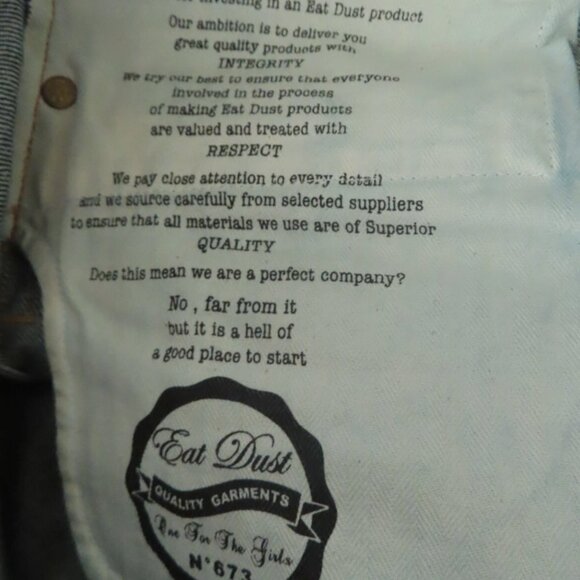 investing in an Eat Dust product
Our ambition is to deliver you
great quality products with
INTEGRITY
We try our best to ensure that everyone
involved in the process
of making Eat Dust products
are valued and treated with
RESPECT
We pay close attention to every detail
and we source carefully from selected suppliers
to ensure that all materials we use are of Superior
QUALITY
Does this mean we are a perfect company?
No , far from it
but it is a hell of
a good place to start
Eat Dust
QUALITY GARMENTS
One For The Girls
N°673